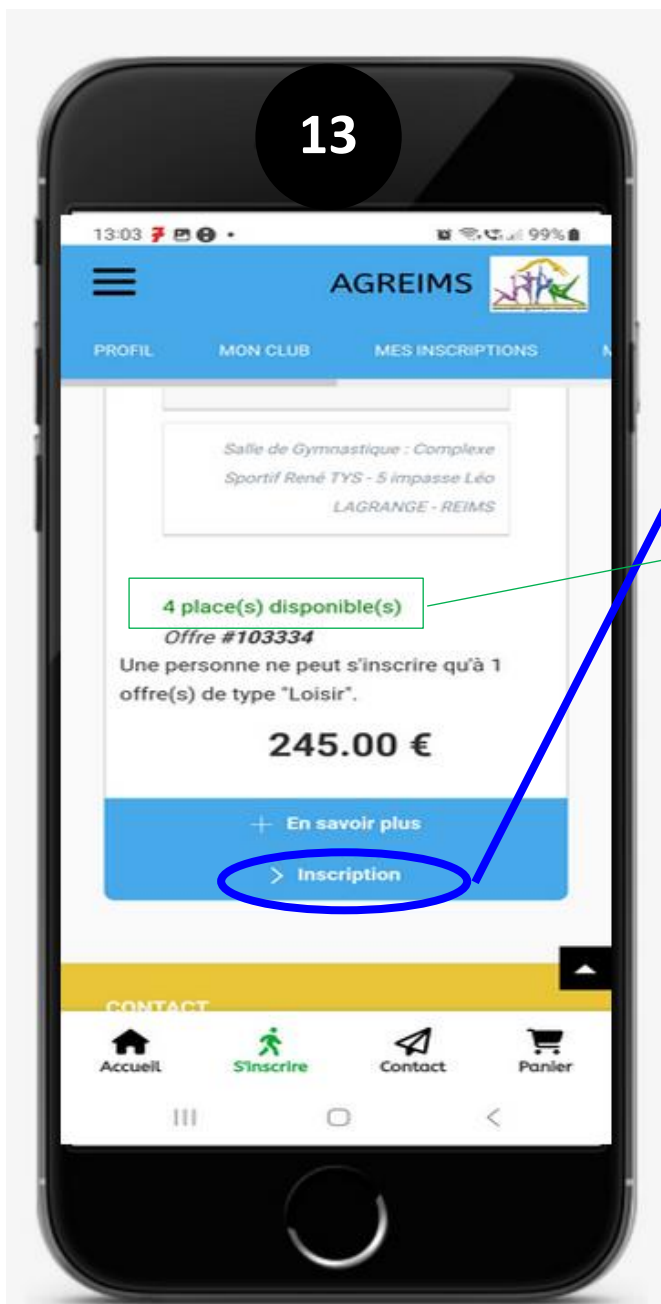 13
13:03 99%
AGREIMS
PROFIL MON CLUB MES INSCRIPTIONS
Salle de Gymnastique : Complexe
Sportif René TYS - 5 impasse Léo
LAGRANGE - REIMS
4 place(s) disponible(s)
Offre #103334
Une personne ne peut s'inscrire qu'à 1
offre(s) de type "Loisir".
245.00 €
+ En savoir plus
> Inscription
CONTACT
Accueil S'inscrire Contact Panier